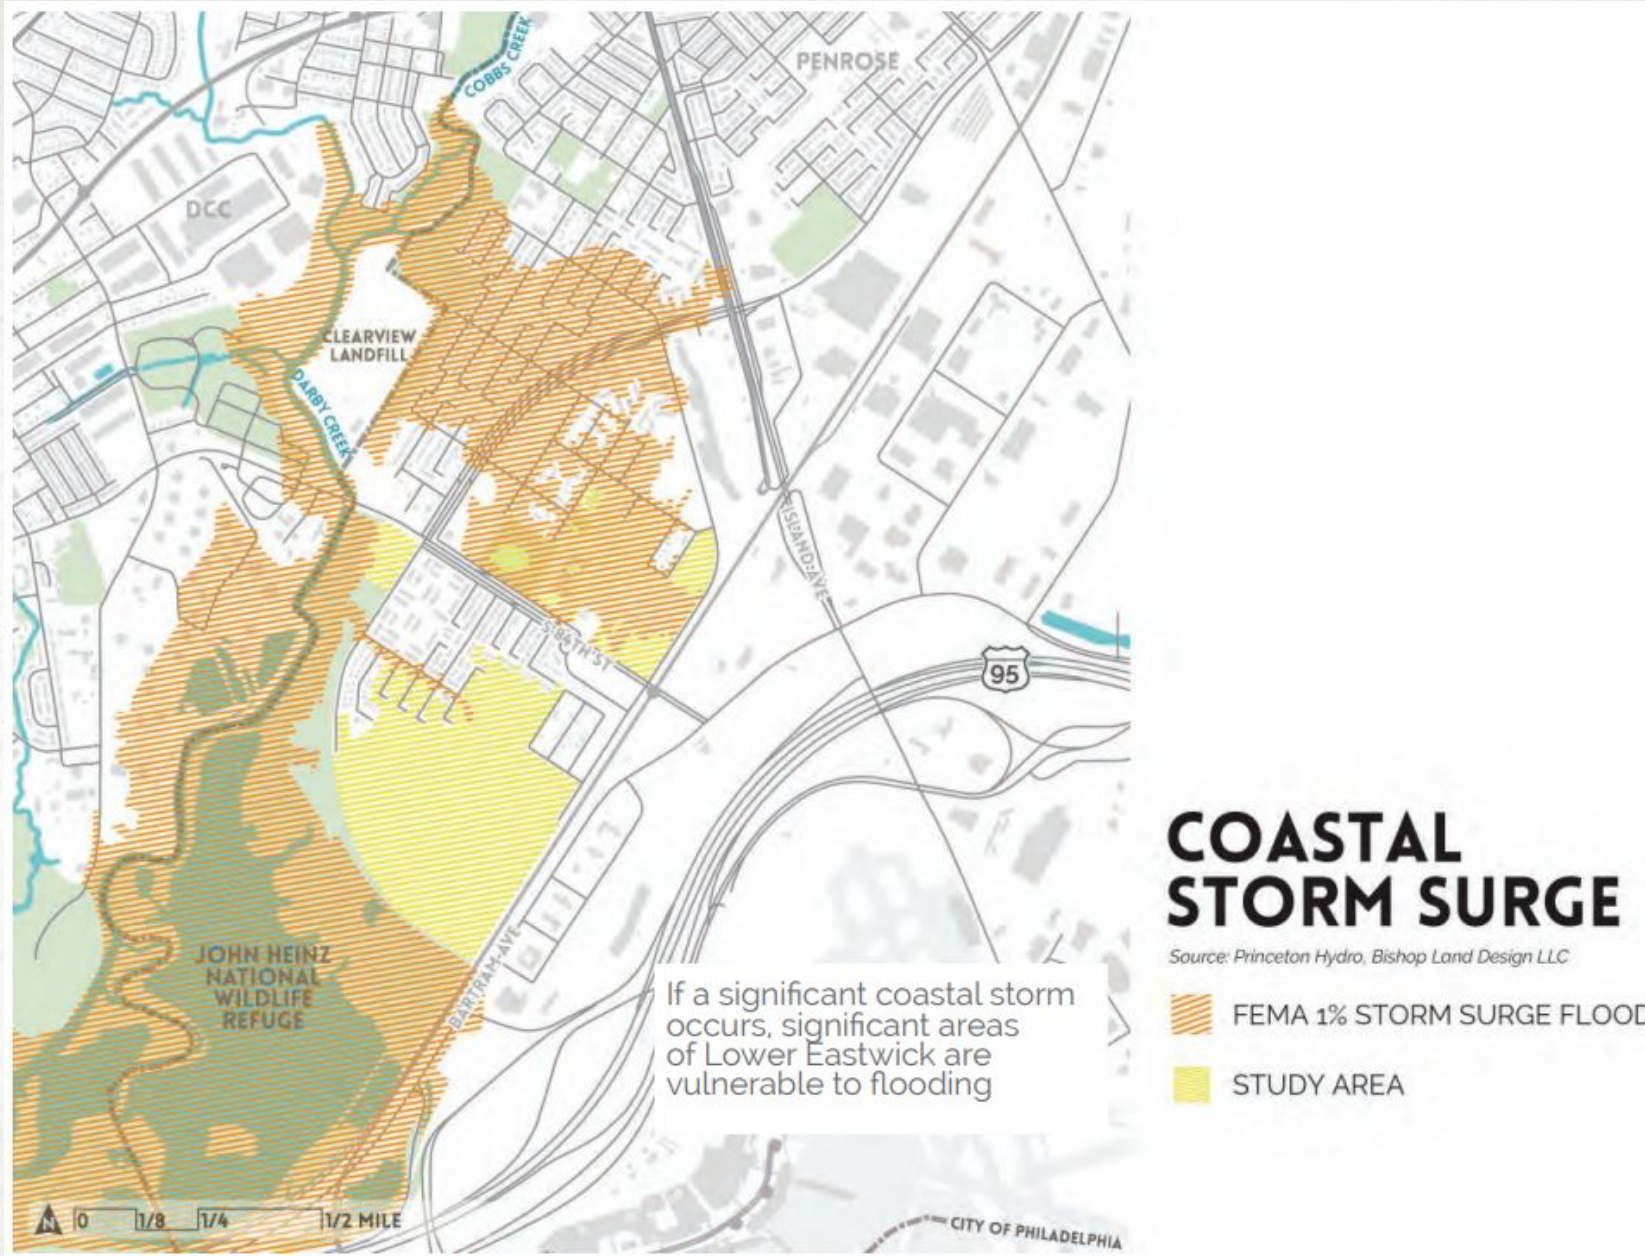 COBBS CREEK
PENROSE
DCC
CLEARVIEW
LANDFILL
DARBY CREEK
ISLAND AVE
S 84TH ST
95
JOHN HEINZ
NATIONAL
WILDLIFE
REFUGE
BARTRAM AVE
If a significant coastal storm
occurs, significant areas
of Lower Eastwick are
vulnerable to flooding
N 0 1/8 1/4 1/2 MILE
CITY OF PHILADELPHIA
COASTAL
STORM SURGE
Source: Princeton Hydro, Bishop Land Design LLC
FEMA 1% STORM SURGE FLOOD
STUDY AREA